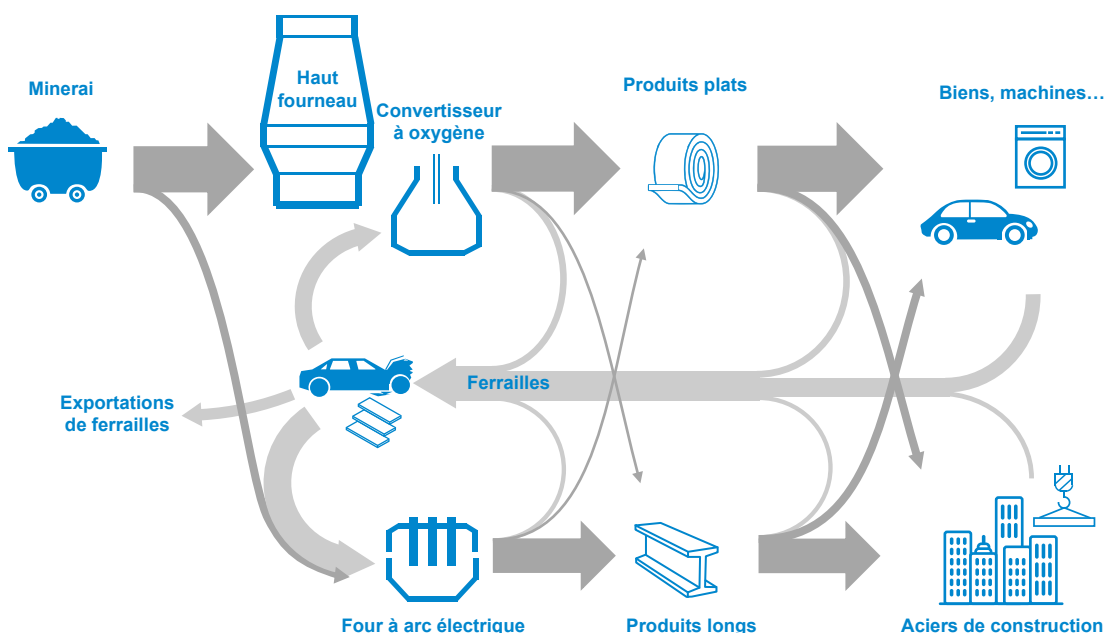 Minerai
Haut
fourneau
Convertisseur
à oxygène
Produits plats
Biens, machines…
Ferrailles
Exportations
de ferrailles
Four à arc électrique
Produits longs
Aciers de construction